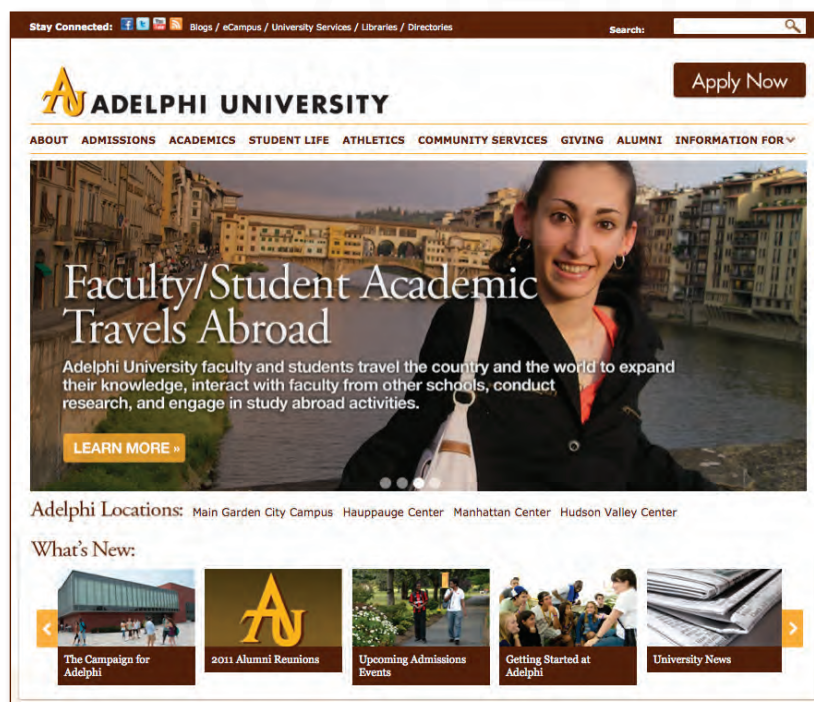 Stay Connected: Blogs / eCampus / University Services / Libraries / Directories Search:
ADELPHI UNIVERSITY
Apply Now
ABOUT ADMISSIONS ACADEMICS STUDENT LIFE ATHLETICS COMMUNITY SERVICES GIVING ALUMNI INFORMATION FOR
Faculty/Student Academic
Travels Abroad
Adelphi University faculty and students travel the country and the world to expand
their knowledge, interact with faculty from other schools, conduct
research, and engage in study abroad activities.
LEARN MORE »
Adelphi Locations: Main Garden City Campus Hauppauge Center Manhattan Center Hudson Valley Center
What's New:
The Campaign for
Adelphi
2011 Alumni Reunions
Upcoming Admissions
Events
Getting Started at
Adelphi
University News